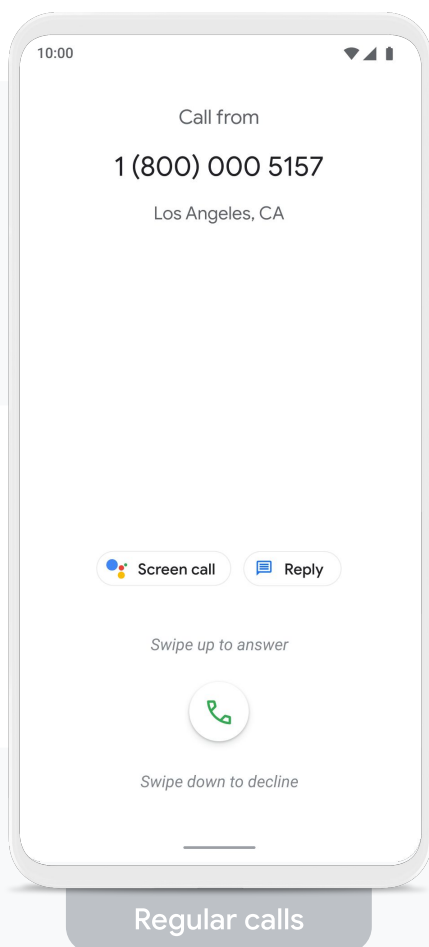 10:00
Call from
1 (800) 000 5157
Los Angeles, CA
Screen call Reply
Swipe up to answer
Swipe down to decline
Regular calls